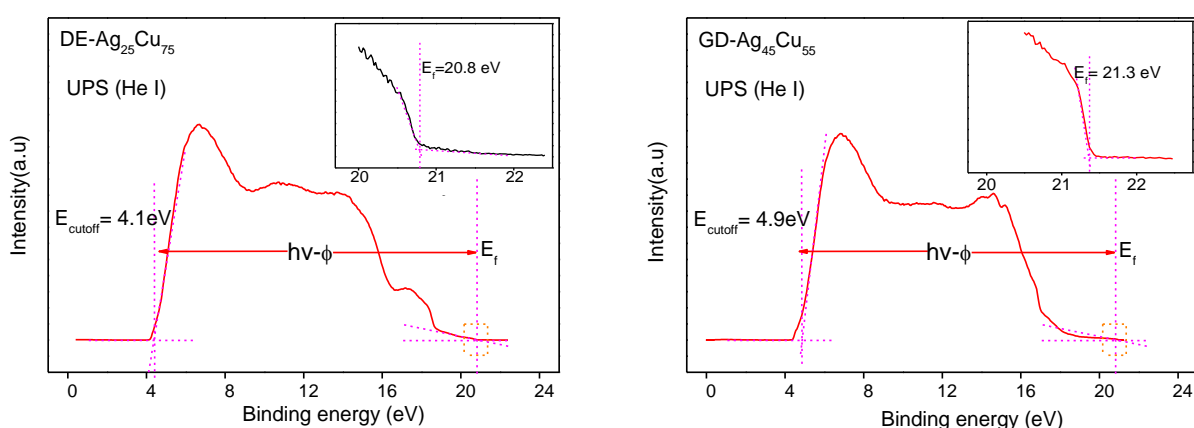 DE-Ag25Cu75
UPS (He I)
Ef=20.8 eV
20 21 22
Ecutoff= 4.1eV
hν-ϕ
Ef
Intensity(a.u)
0 4 8 12 16 20 24
Binding energy (eV)
GD-Ag45Cu55
UPS (He I)
Ef= 21.3 eV
20 21 22
Ecutoff= 4.9eV
hν-ϕ
Ef
Intensity(a.u)
0 4 8 12 16 20 24
Binding energy (eV)